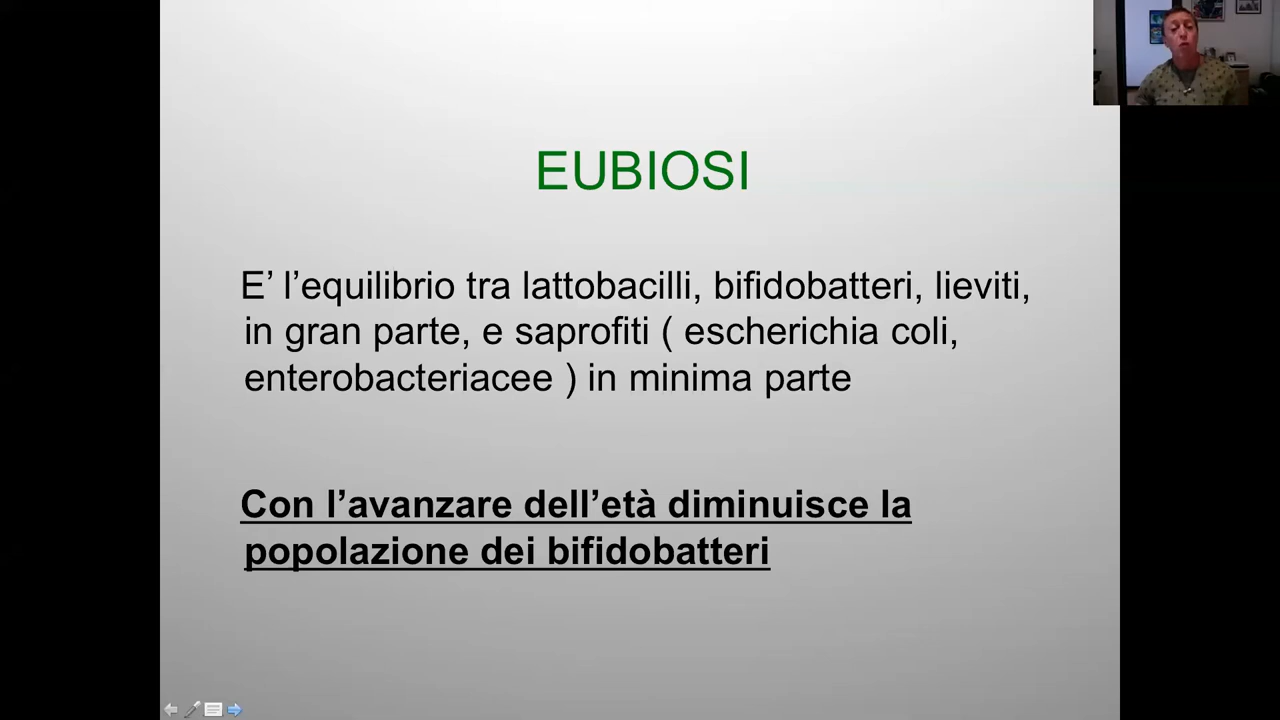 EUBIOSI
E’ l’equilibrio tra lattobacilli, bifidobatteri, lieviti,
in gran parte, e saprofiti ( escherichia coli,
enterobacteriacee ) in minima parte
Con l’avanzare dell’età diminuisce la
popolazione dei bifidobatteri